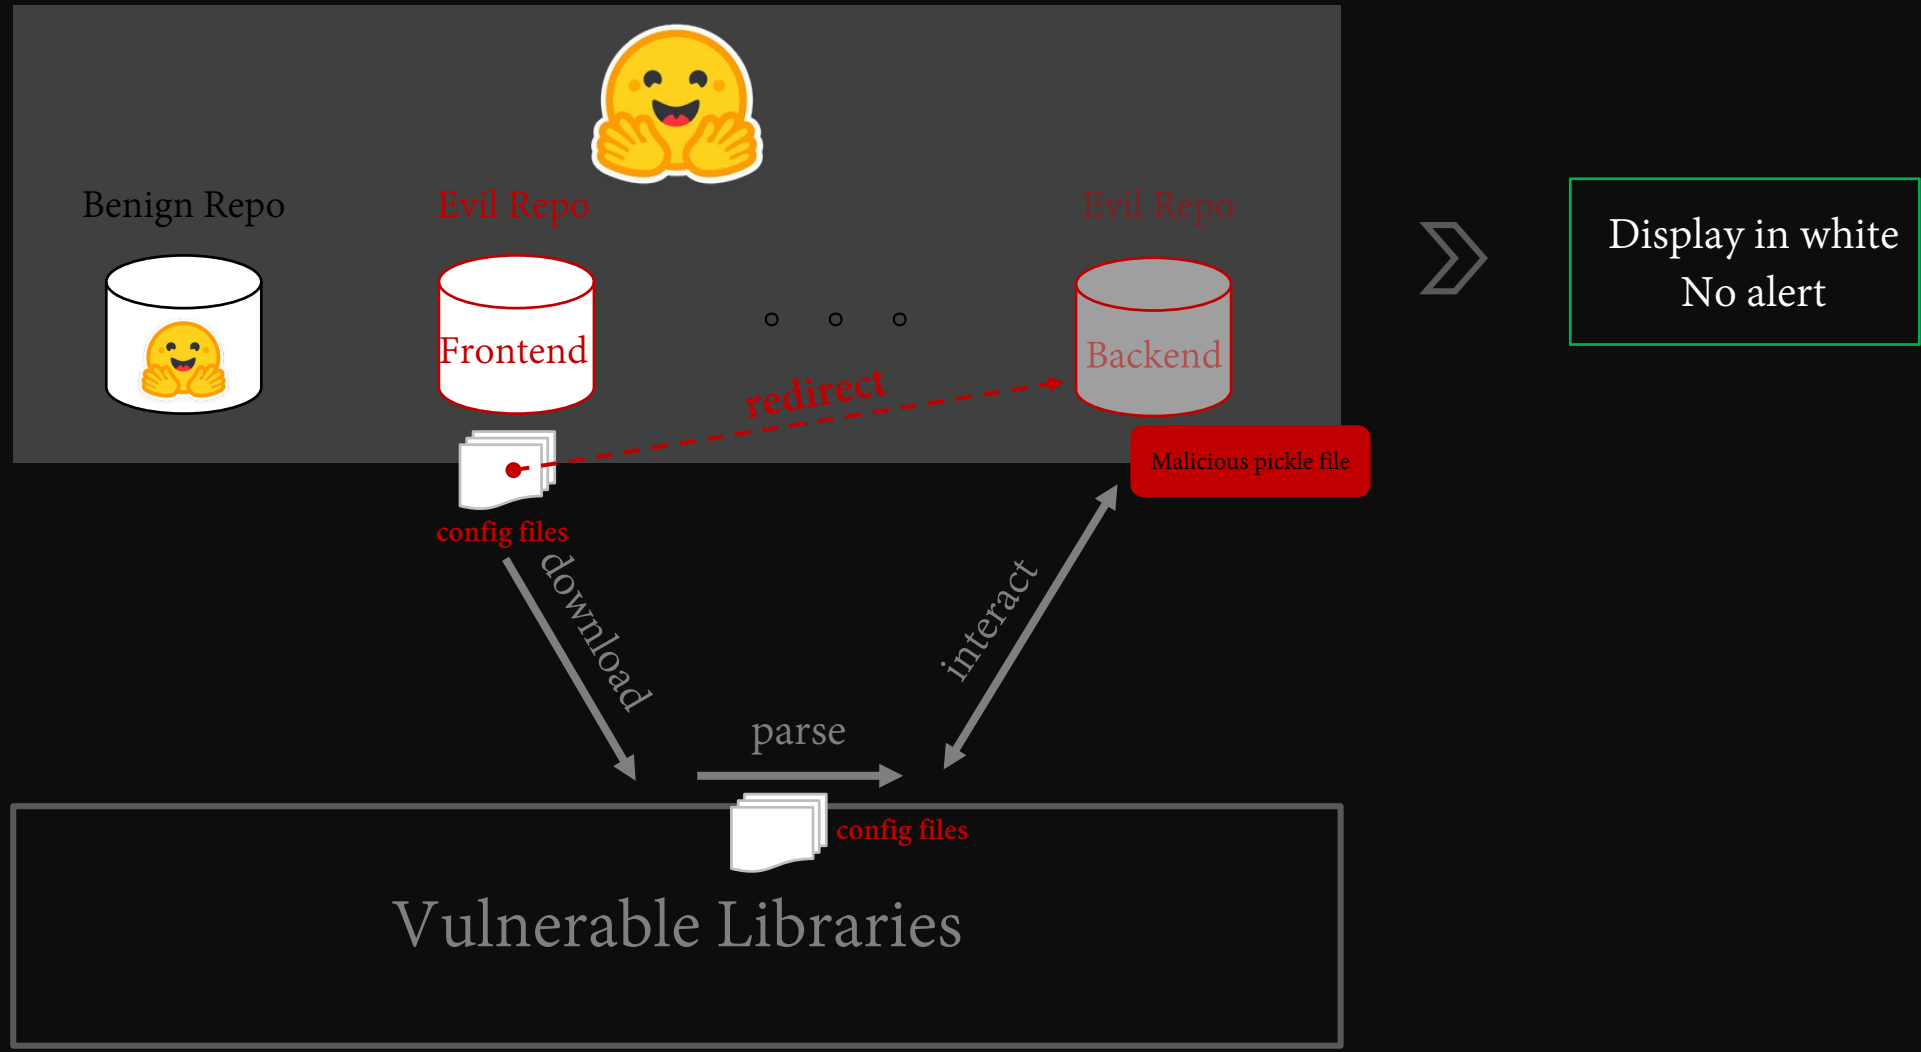 Benign Repo
Evil Repo
Evil Repo
Display in white
No alert
Frontend
Backend
redirect
Malicious pickle file
config files
download
interact
parse
config files
Vulnerable Libraries